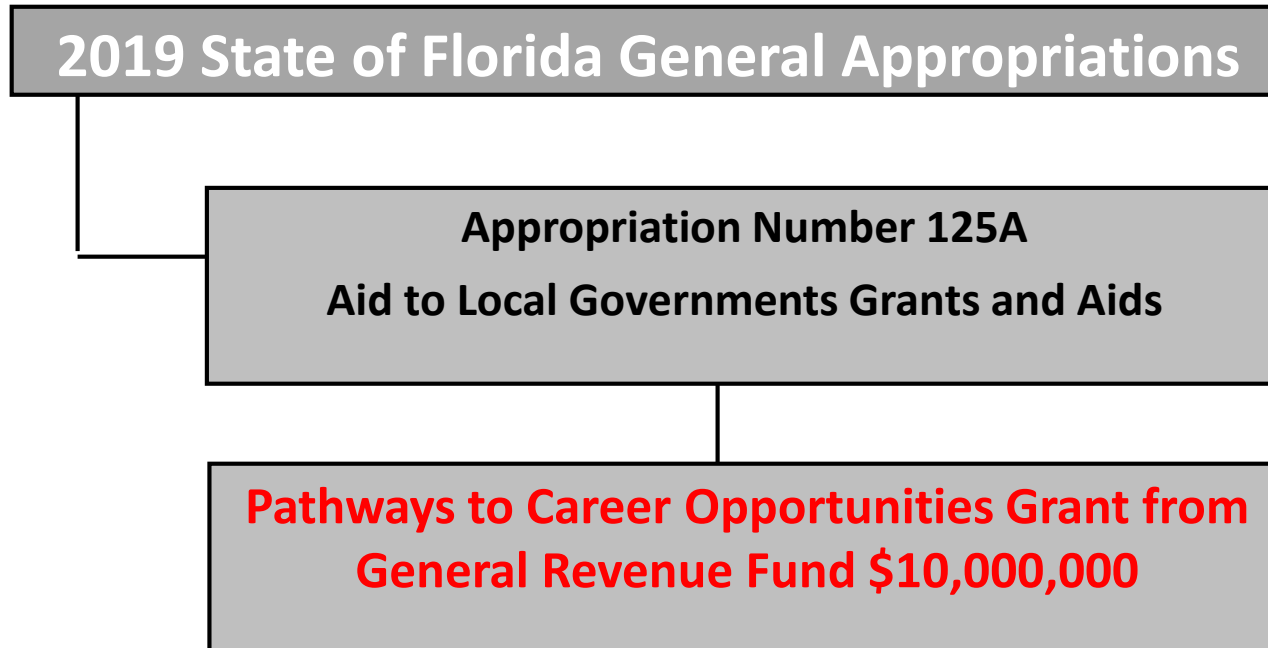 2019 State of Florida General Appropriations
Appropriation Number 125A
Aid to Local Governments Grants and Aids
Pathways to Career Opportunities Grant from
General Revenue Fund $10,000,000